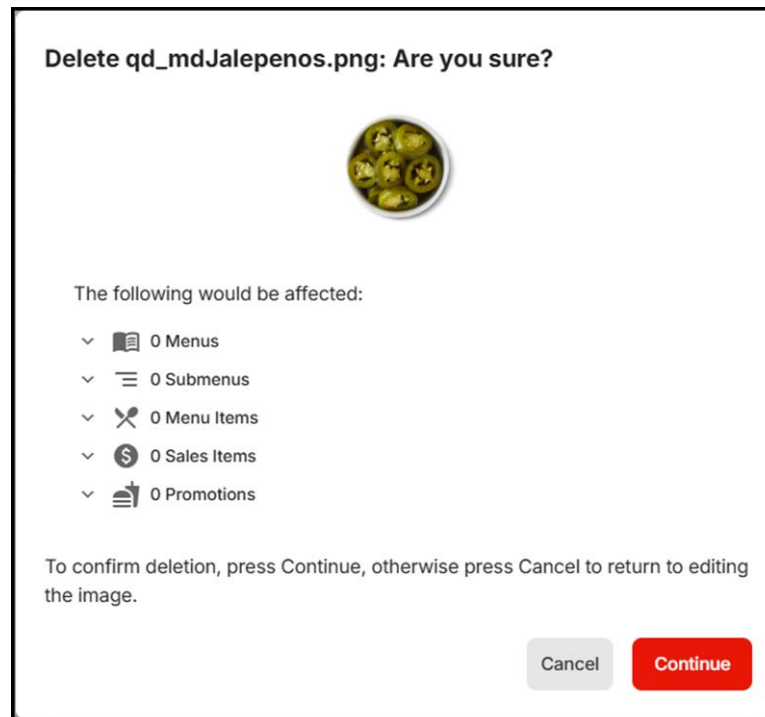 Delete qd_mdJalepenos.png: Are you sure?
The following would be affected:
0 Menus
0 Submenus
0 Menu Items
0 Sales Items
0 Promotions
To confirm deletion, press Continue, otherwise press Cancel to return to editing
the image.
Cancel Continue